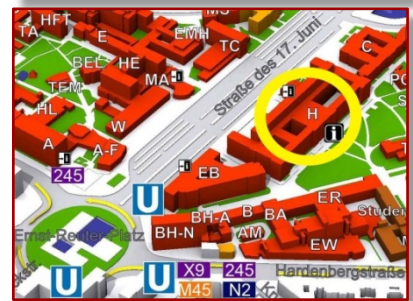 HFT
MS
TA
E
EMH
C
TC
BEL
HE
MA
Straße des 17. Juni
TEM
HL
W
H
A
A-F
i
245
EB
U
BH-A
B
BA
ER
Studer
Ernst-Reuter-Platz
BH-N
AM
EW
U
U
X9
245
Hardenbergstraße
M45
N2